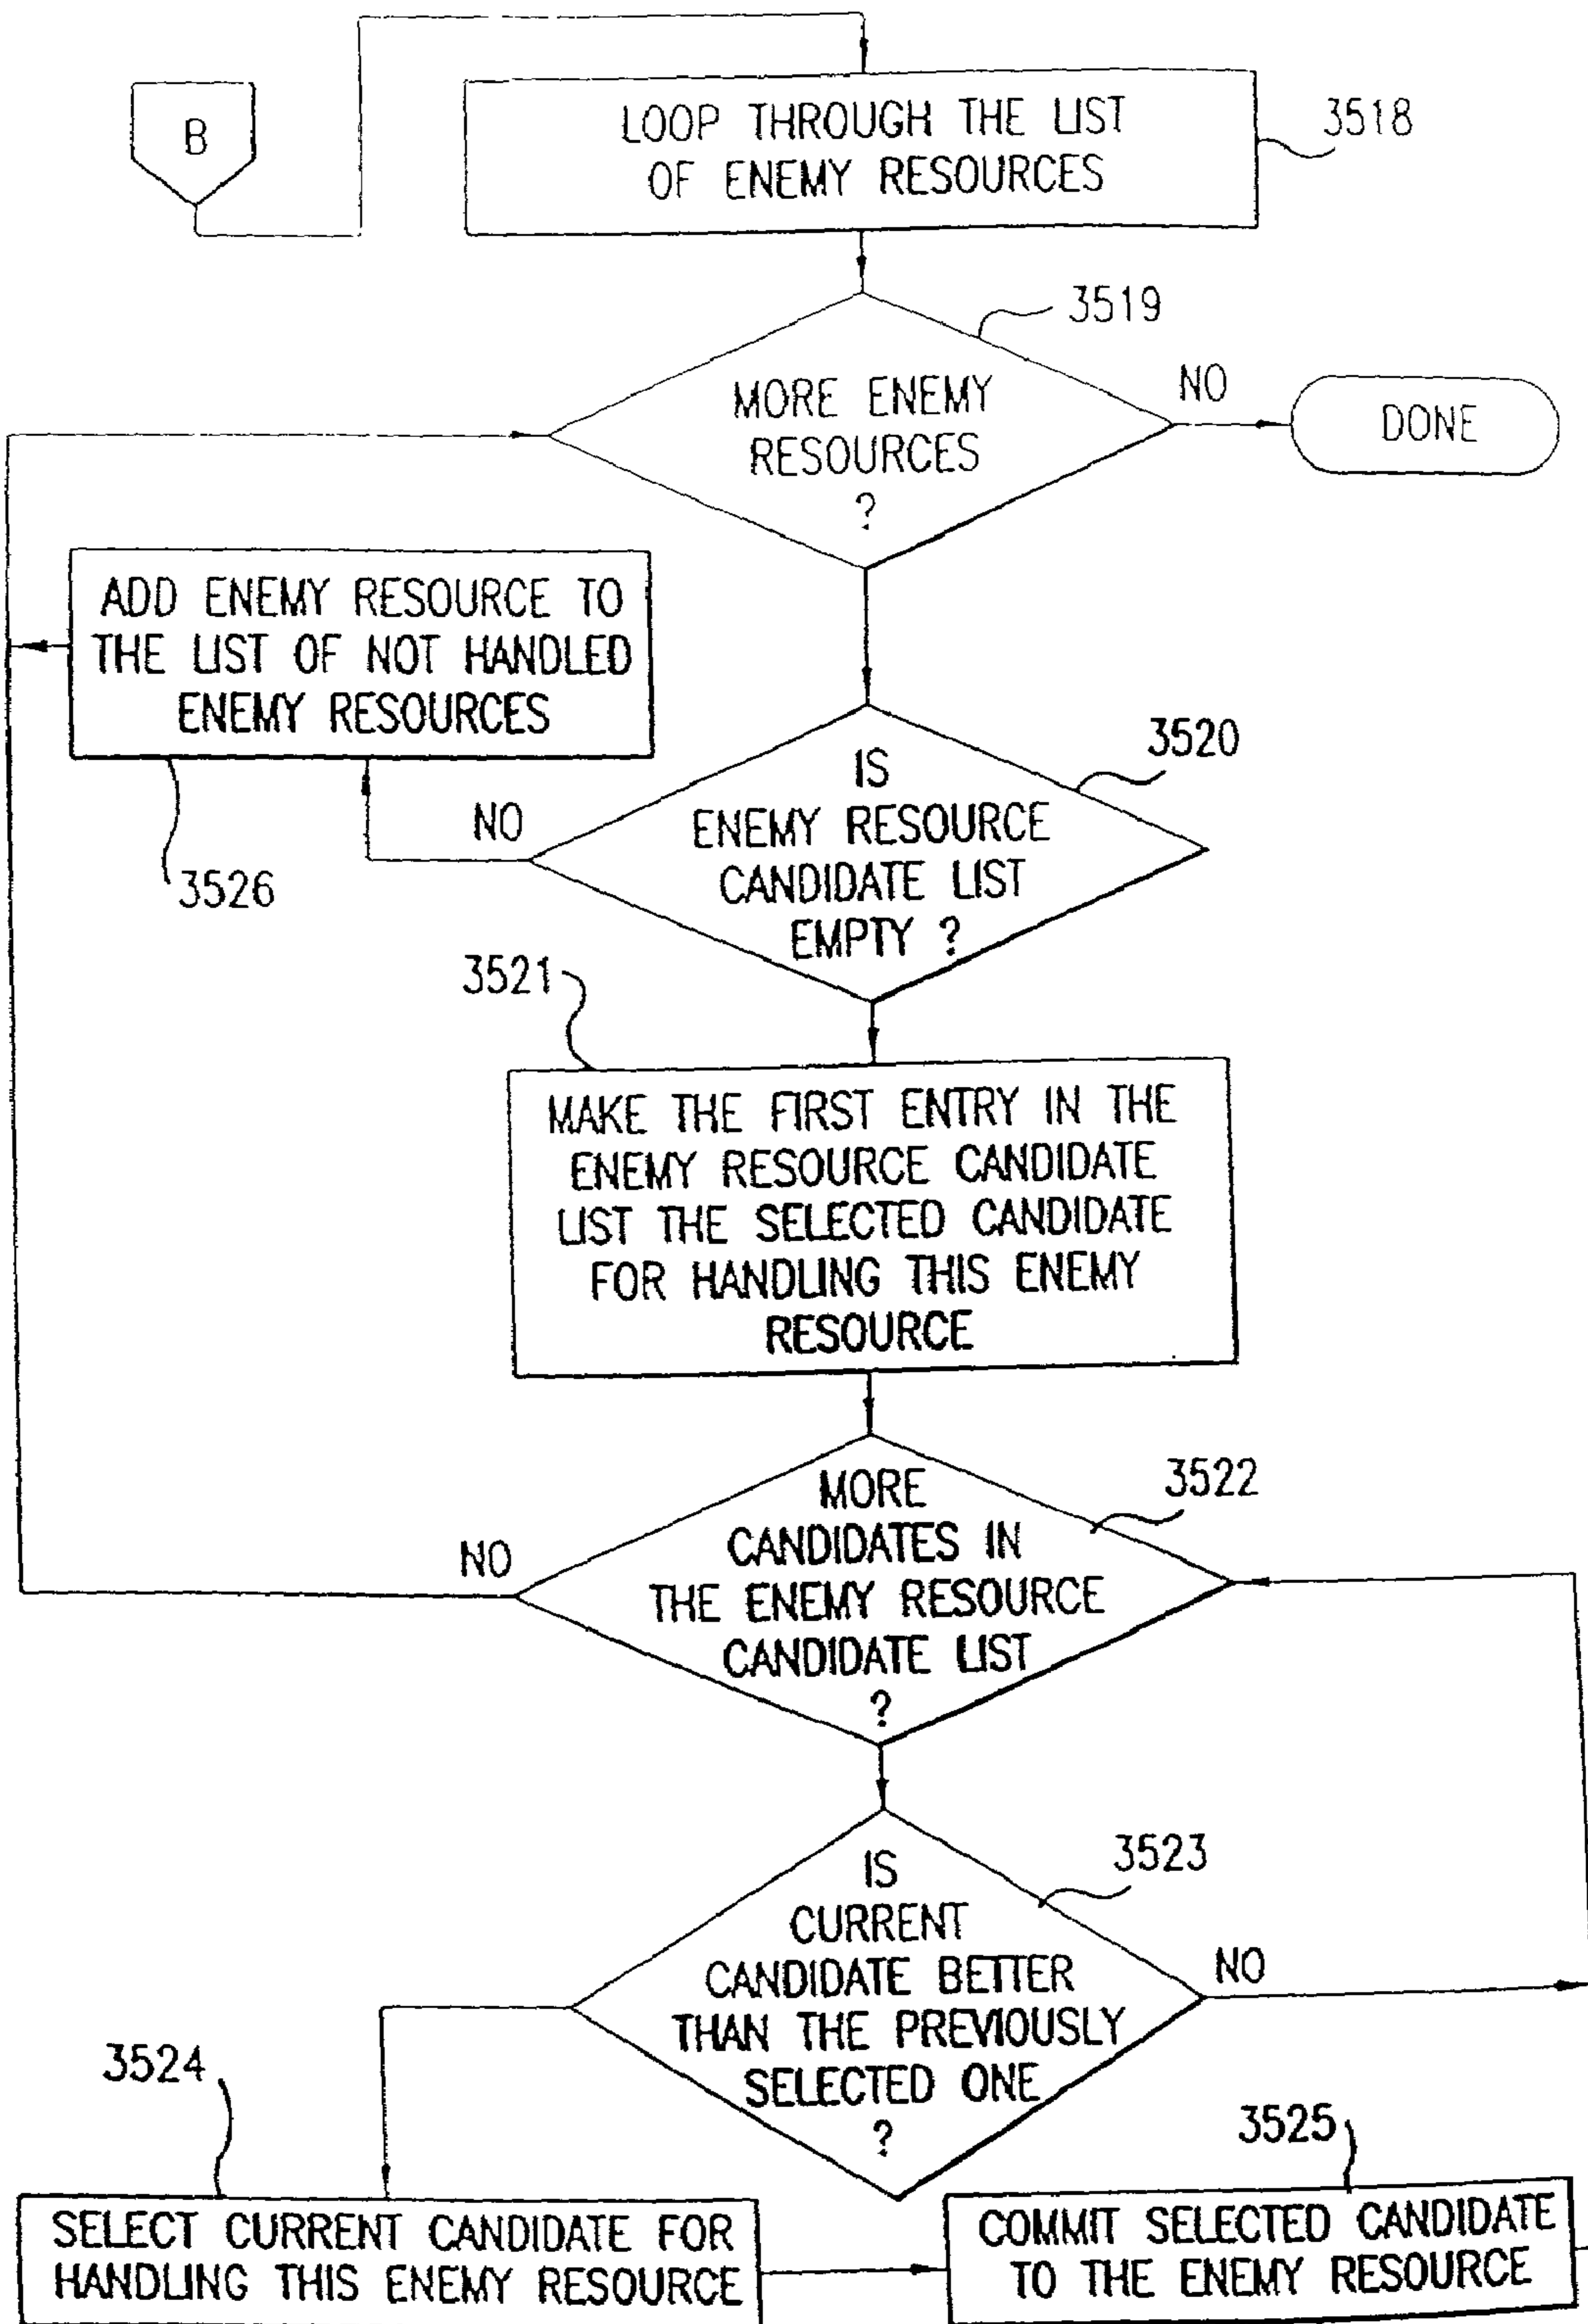 B
LOOP THROUGH THE LIST
OF ENEMY RESOURCES
3518
3519
MORE ENEMY
RESOURCES
?
NO
DONE
ADD ENEMY RESOURCE TO
THE LIST OF NOT HANDLED
ENEMY RESOURCES
3526
NO
IS
ENEMY RESOURCE
CANDIDATE LIST
EMPTY ?
3520
3521
MAKE THE FIRST ENTRY IN THE
ENEMY RESOURCE CANDIDATE
LIST THE SELECTED CANDIDATE
FOR HANDLING THIS ENEMY
RESOURCE
3522
NO
MORE
CANDIDATES IN
THE ENEMY RESOURCE
CANDIDATE LIST
?
3523
IS
CURRENT
CANDIDATE BETTER
THAN THE PREVIOUSLY
SELECTED ONE
?
NO
3524
SELECT CURRENT CANDIDATE FOR
HANDLING THIS ENEMY RESOURCE
3525
COMMIT SELECTED CANDIDATE
TO THE ENEMY RESOURCE